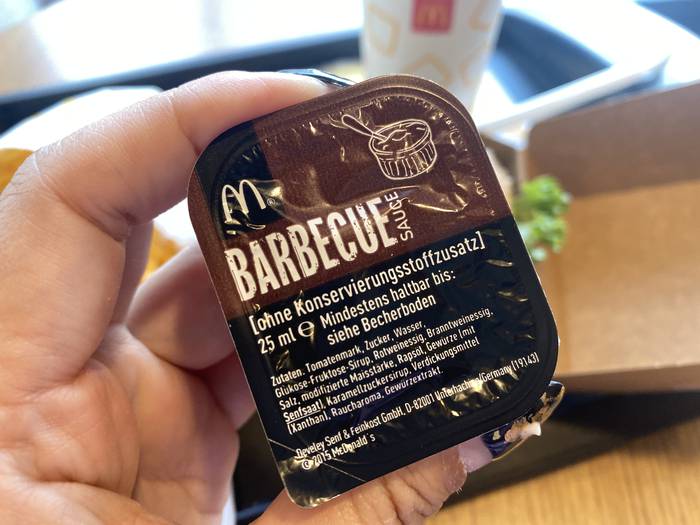 M®
BARBECUE
SAUCE
[ohne Konservierungsstoffzusatz]
25 ml ℮ Mindestens haltbar bis:
siehe Becherboden
Zutaten: Tomatenmark, Zucker, Wasser,
Glukose-Fruktose-Sirup, Rotweinessig, Branntweinessig,
Salz, modifizierte Maisstärke, Rapsöl, Gewürze (mit
Senfsaat), Karamellzuckersirup, Verdickungsmittel
(Xanthan), Raucharoma, Gewürzextrakt.
Develey Senf & Feinkost GmbH, D-82001 Unterhaching/Germany (19143)
© 2015 McDonald's